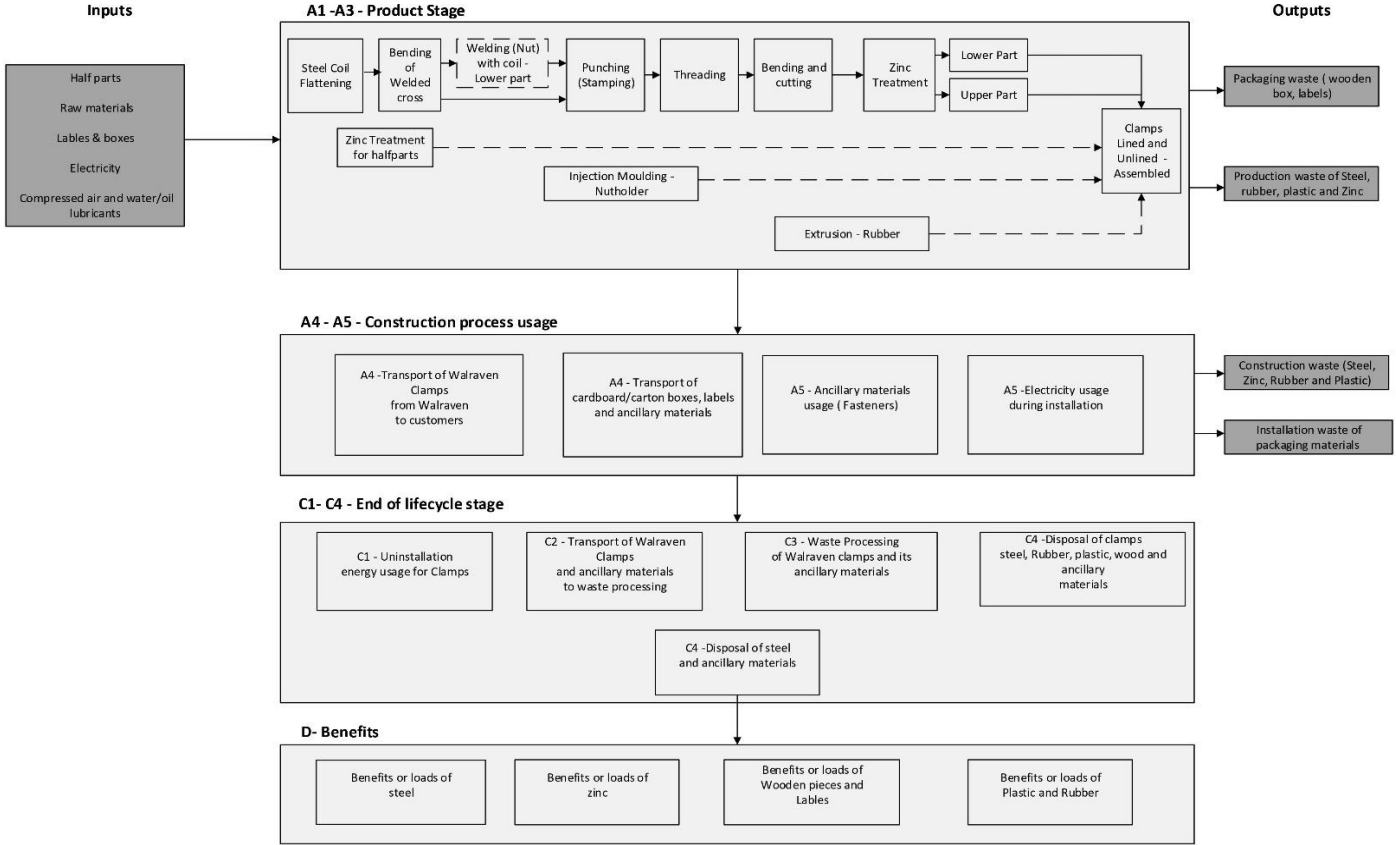 Inputs
A1 -A3 - Product Stage
Outputs
Half parts
Raw materials
Lables & boxes
Electricity
Compressed air and water/oil
lubricants
Steel Coil
Flattening
Bending
of
Welded
cross
Welding (Nut)
with coil -
Lower part
Punching
(Stamping)
Threading
Bending and
cutting
Zinc
Treatment
Lower Part
Upper Part
Clamps
Lined and
Unlined -
Assembled
Zinc Treatment
for halfparts
Injection Moulding -
Nutholder
Extrusion - Rubber
Packaging waste ( wooden
box, labels)
Production waste of Steel,
rubber, plastic and Zinc
A4 - A5 - Construction process usage
A4 -Transport of Walraven
Clamps
from Walraven
to customers
A4 - Transport of
cardboard/carton boxes, labels
and ancillary materials
A5 - Ancillary materials
usage ( Fasteners)
A5 -Electricity usage
during installation
Construction waste (Steel,
Zinc, Rubber and Plastic)
Installation waste of
packaging materials
C1- C4 - End of lifecycle stage
C1 - Uninstallation
energy usage for Clamps
C2 - Transport of Walraven
Clamps
and ancillary materials
to waste processing
C3 - Waste Processing
of Walraven clamps and its
ancillary materials
C4 -Disposal of clamps
steel, Rubber, plastic, wood and
ancillary
materials
C4 -Disposal of steel
and ancillary materials
D- Benefits
Benefits or loads of
steel
Benefits or loads of
zinc
Benefits or loads of
Wooden pieces and
Lables
Benefits or loads of
Plastic and Rubber